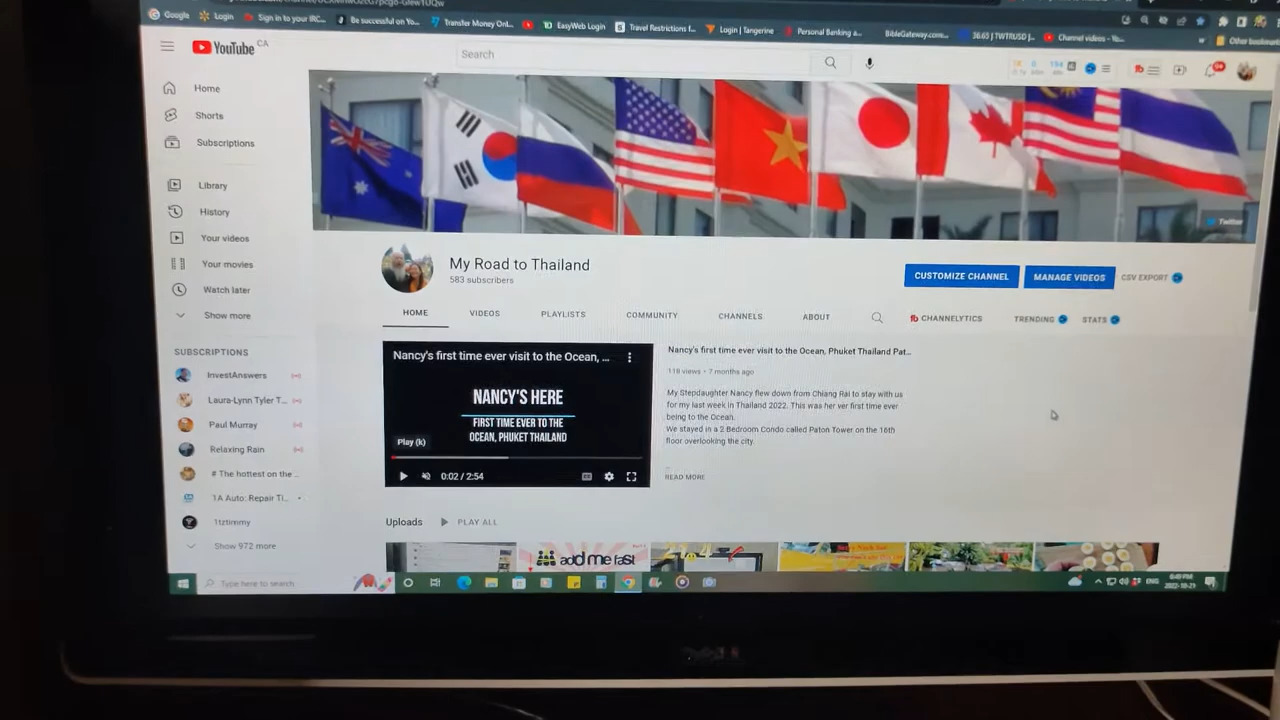 Google
Login
Sign in to your IRC...
Be successful on Yo...
Transfer Money Onl...
EasyWeb Login
Travel Restrictions f...
Login | Tangerine
Personal Banking a...
BibleGateway.com...
Channel videos - Yo...
Other bookmarks
YouTube CA
Search
Home
Shorts
Subscriptions
Library
History
Your videos
Your movies
Watch later
Show more
SUBSCRIPTIONS
InvestAnswers
Laura-Lynn Tyler T...
Paul Murray
Relaxing Rain
# The hottest on the ...
1A Auto: Repair Ti...
1tztimmy
Show 972 more
Twitter
My Road to Thailand
583 subscribers
CUSTOMIZE CHANNEL
MANAGE VIDEOS
CSV EXPORT
HOME
VIDEOS
PLAYLISTS
COMMUNITY
CHANNELS
ABOUT
CHANNELYTICS
TRENDING
STATS
Nancy's first time ever visit to the Ocean, ...
NANCY'S HERE
FIRST TIME EVER TO THE
OCEAN, PHUKET THAILAND
Play (k)
0:02 / 2:54
Nancy's first time ever visit to the Ocean, Phuket Thailand Pat...
118 views • 7 months ago
My Stepdaughter Nancy flew down from Chiang Rai to stay with us
for my last week in Thailand 2022. This was her ver first time ever
being to the Ocean.
We stayed in a 2 Bedroom Condo called Paton Tower on the 16th
floor overlooking the city.
...
READ MORE
Uploads
PLAY ALL
add me fast
Type here to search
ENG
6:49 PM
2022-10-21
DELL